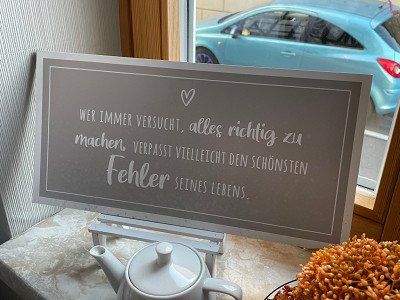 WER IMMER VERSUCHT, alles richtig zu
machen, VERPASST VIELLEICHT DEN SCHÖNSTEN
Fehler SEINES LEBENS.